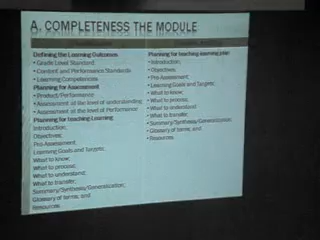 A. COMPLETENESS THE MODULE
Defining the Learning Outcomes
• Grade Level Standard
• Content and Performance Standards
• Learning Competencies
Planning for Assessment
• Product/Performance
• Assessment at the level of understanding
• Assessment at the level of Performance
Planning for teaching Learning
Introduction;
Objectives;
Pre-Assessment
Learning Goals and Targets;
What to know;
What to process;
What to understand;
What to transfer;
Summary/Synthesis/Generalization;
Glossary of terms; and
Resources.
Planning for teaching learning plan
• Introduction;
• Objectives;
• Pre-Assessment
• Learning Goals and Targets;
• What to know;
• What to process;
• What to understand
• What to transfer;
• Summary/Synthesis/Generalization;
• Glossary of terms; and
• Resources.